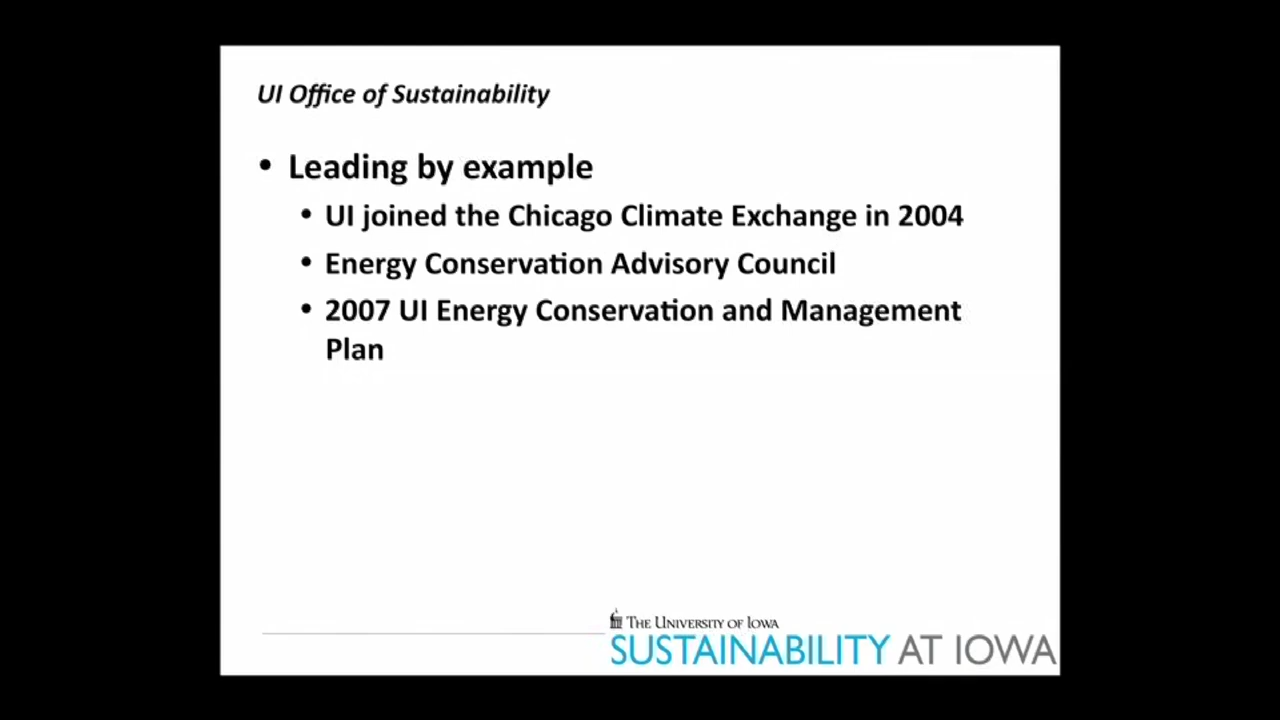 UI Office of Sustainability
• Leading by example
• UI joined the Chicago Climate Exchange in 2004
• Energy Conservation Advisory Council
• 2007 UI Energy Conservation and Management
Plan
THE UNIVERSITY OF IOWA
SUSTAINABILITY AT IOWA